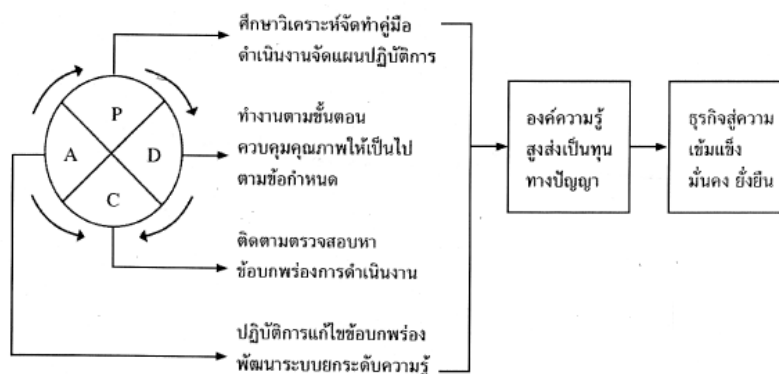 ศึกษาวิเคราะห์จัดทำคู่มือ
ดำเนินงานจัดแผนปฏิบัติการ
P
A
D
C
ทำงานตามขั้นตอน
ควบคุมคุณภาพให้เป็นไป
ตามข้อกำหนด
ติดตามตรวจสอบหา
ข้อบกพร่องการดำเนินงาน
ปฏิบัติการแก้ไขข้อบกพร่อง
พัฒนาระบบยกระดับความรู้
องค์ความรู้
สูงส่งเป็นทุน
ทางปัญญา
ธุรกิจสู่ความ
เข้มแข็ง
มั่นคง ยั่งยืน